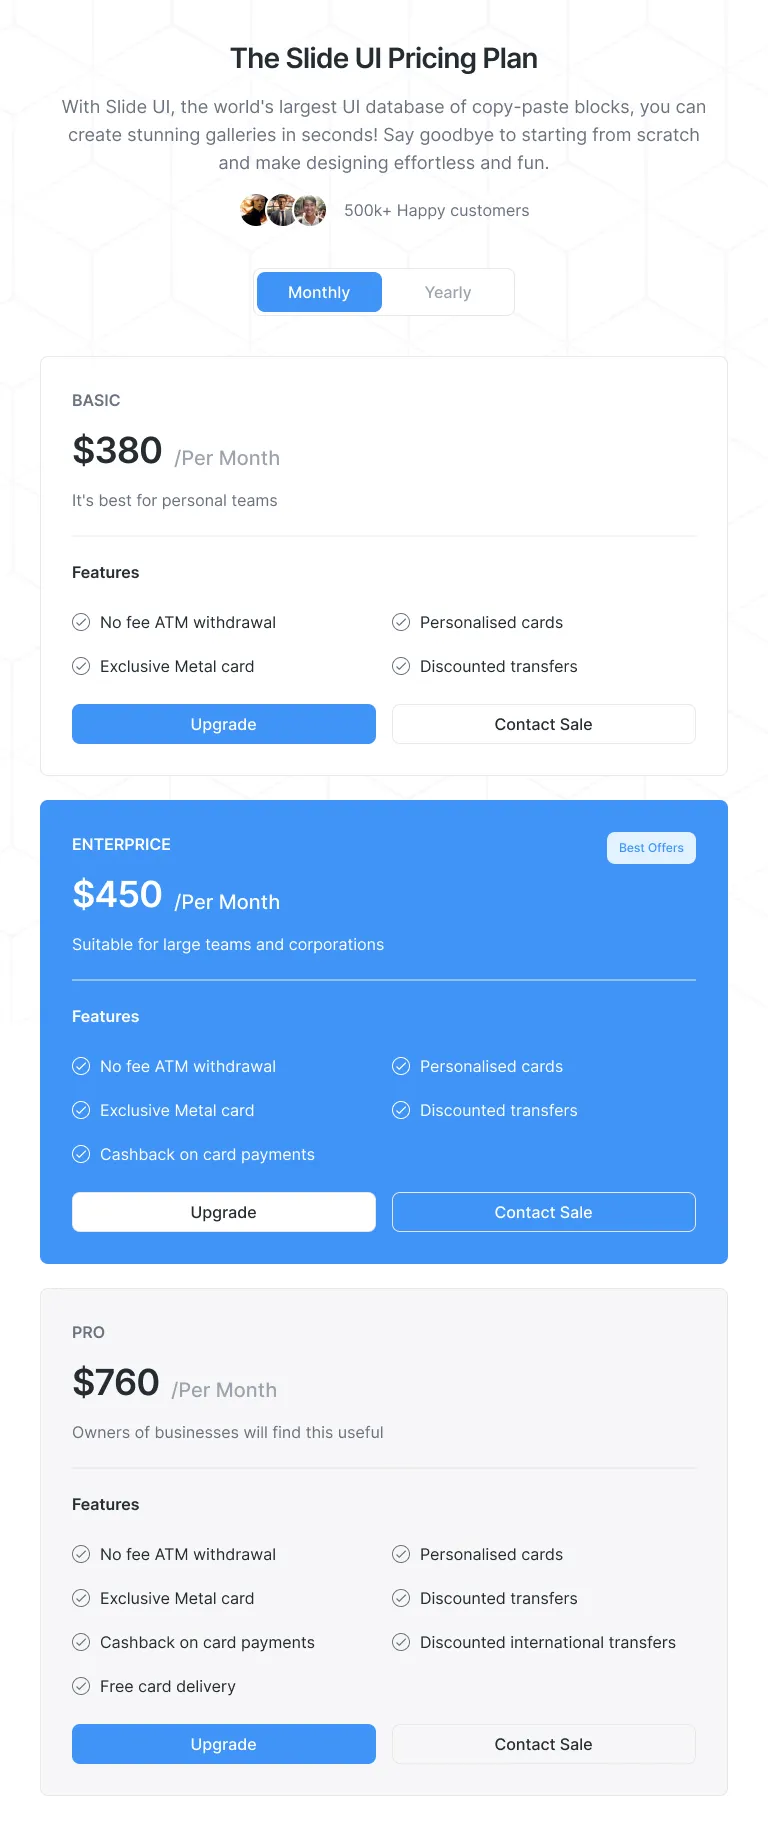 The Slide UI Pricing Plan
With Slide UI, the world's largest UI database of copy-paste blocks, you can
create stunning galleries in seconds! Say goodbye to starting from scratch
and make designing effortless and fun.
500k+ Happy customers
Monthly Yearly
BASIC
$380 /Per Month
It's best for personal teams
Features
No fee ATM withdrawal Personalised cards
Exclusive Metal card Discounted transfers
Upgrade Contact Sale
ENTERPRICE Best Offers
$450 /Per Month
Suitable for large teams and corporations
Features
No fee ATM withdrawal Personalised cards
Exclusive Metal card Discounted transfers
Cashback on card payments
Upgrade Contact Sale
PRO
$760 /Per Month
Owners of businesses will find this useful
Features
No fee ATM withdrawal Personalised cards
Exclusive Metal card Discounted transfers
Cashback on card payments Discounted international transfers
Free card delivery
Upgrade Contact Sale